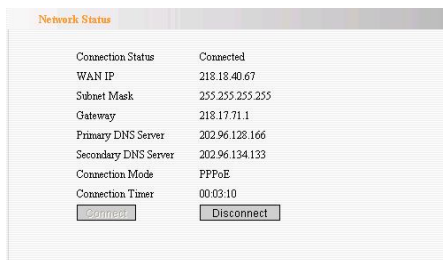 Network Status
Connection Status Connected
WAN IP 218.18.40.67
Subnet Mask 255.255.255.255
Gateway 218.17.71.1
Primary DNS Server 202.96.128.166
Secondary DNS Server 202.96.134.133
Connection Mode PPPoE
Connection Timer 00:03:10
Connect Disconnect